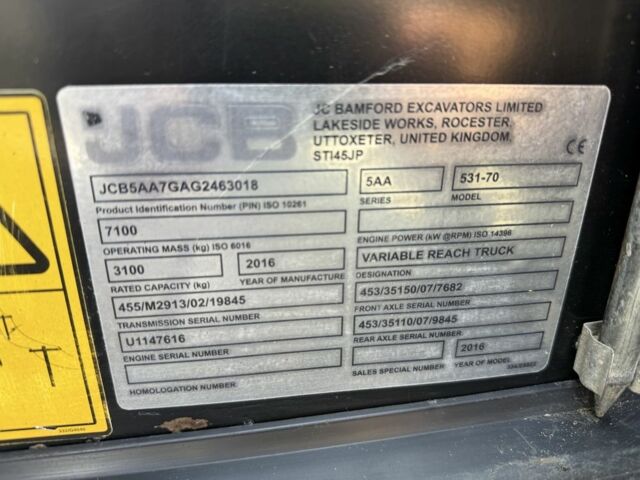 JCB
JC BAMFORD EXCAVATORS LIMITED
LAKESIDE WORKS, ROCESTER,
UTTOXETER, UNITED KINGDOM,
ST145JP
CE
JCB5AA7GAG2463018
Product Identification Number (PIN) ISO 10261
5AA
SERIES
531-70
MODEL
7100
OPERATING MASS (kg) ISO 6016
ENGINE POWER (kW @RPM) ISO 14396
3100
RATED CAPACITY (kg)
2016
YEAR OF MANUFACTURE
VARIABLE REACH TRUCK
DESIGNATION
455/M2913/02/19845
TRANSMISSION SERIAL NUMBER
453/35150/07/7682
FRONT AXLE SERIAL NUMBER
U1147616
ENGINE SERIAL NUMBER
453/35110/07/9845
REAR AXLE SERIAL NUMBER
HOMOLOGATION NUMBER
SALES SPECIAL NUMBER
2016
YEAR OF MODEL